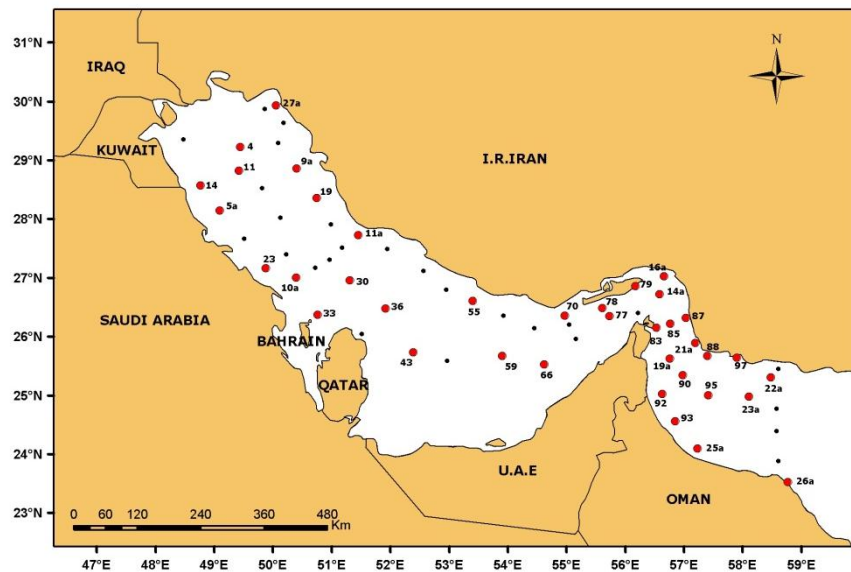 31°N
30°N
29°N
28°N
27°N
26°N
25°N
24°N
23°N
IRAQ
KUWAIT
I.R.IRAN
SAUDI ARABIA
BAHRAIN
QATAR
U.A.E
OMAN
N
27a
4
9a
11
14
19
5a
11a
23
10a
30
33
36
43
55
59
66
70
78
77
79
16a
14a
87
85
83
21a
88
19a
97
90
95
22a
92
23a
93
25a
26a
0 60 120 240 360 480
Km
47°E 48°E 49°E 50°E 51°E 52°E 53°E 54°E 55°E 56°E 57°E 58°E 59°E